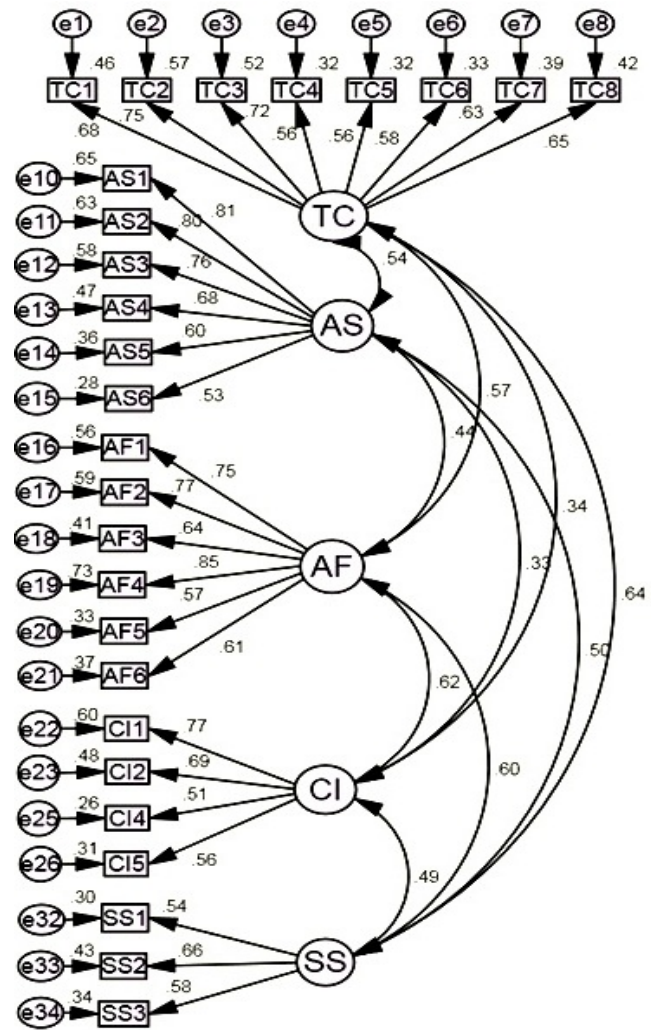 e1 e2 e3 e4 e5 e6 e7 e8
.46 .57 .52 .32 .32 .33 .39 .42
TC1 TC2 TC3 TC4 TC5 TC6 TC7 TC8
.68 .75 .72 .56 .56 .58 .63 .65
TC
.54
e10 .65 AS1 .81
e11 .63 AS2 .80
e12 .58 AS3 .76
e13 .47 AS4 .68
e14 .36 AS5 .60
e15 .28 AS6 .53
AS
.57
.44
e16 .56 AF1 .75
e17 .59 AF2 .77
e18 .41 AF3 .64
e19 .73 AF4 .85
e20 .33 AF5 .57
e21 .37 AF6 .61
AF
.34
.33
.64
.50
.62
.60
e22 .60 CI1 .77
e23 .48 CI2 .69
e25 .26 CI4 .51
e26 .31 CI5 .56
CI
.49
e32 .30 SS1 .54
e33 .43 SS2 .66
e34 .34 SS3 .58
SS